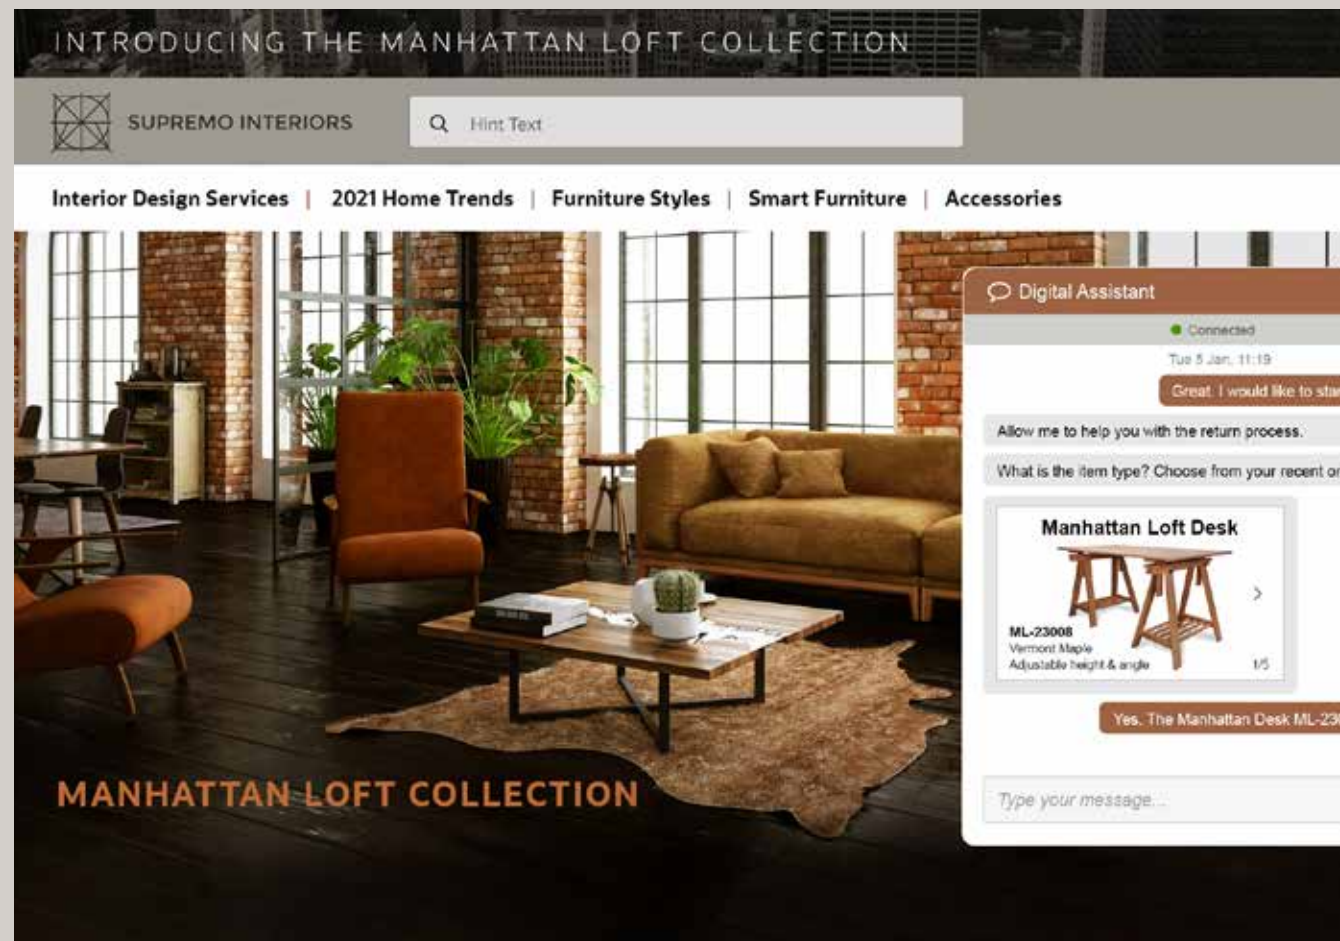 INTRODUCING THE MANHATTAN LOFT COLLECTION
SUPREMO INTERIORS
Hint Text
Interior Design Services | 2021 Home Trends | Furniture Styles | Smart Furniture | Accessories
Digital Assistant
Connected
Tue 5 Jan, 11:19
Great. I would like to star
Allow me to help you with the return process.
What is the item type? Choose from your recent or
Manhattan Loft Desk
ML-23008
Vermont Maple
Adjustable height & angle
1/5
Yes. The Manhattan Desk ML-230
MANHATTAN LOFT COLLECTION
Type your message...